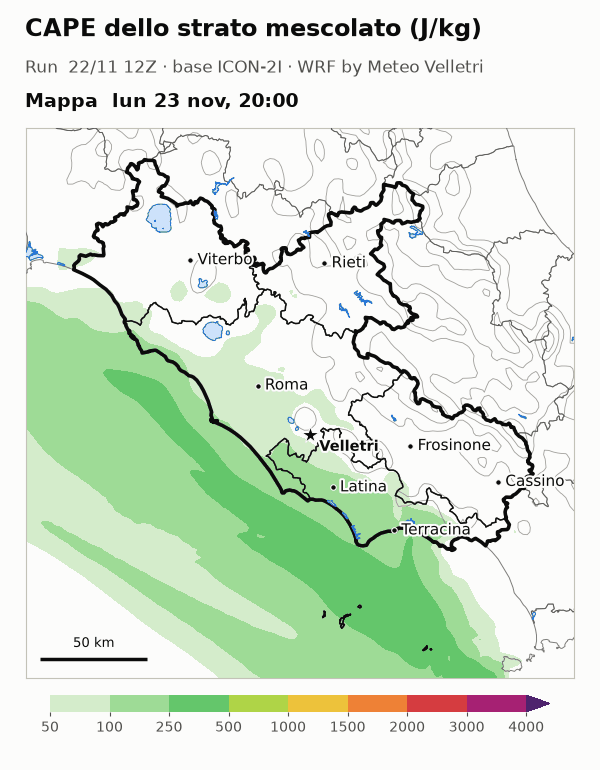 CAPE dello strato mescolato (J/kg)
Run  22/11 12Z · base ICON-2I · WRF by Meteo Velletri
Mappa  lun 23 nov, 20:00
Viterbo
Rieti
Roma
Velletri
Frosinone
Cassino
Latina
Terracina
50 km
50 100 250 500 1000 1500 2000 3000 4000